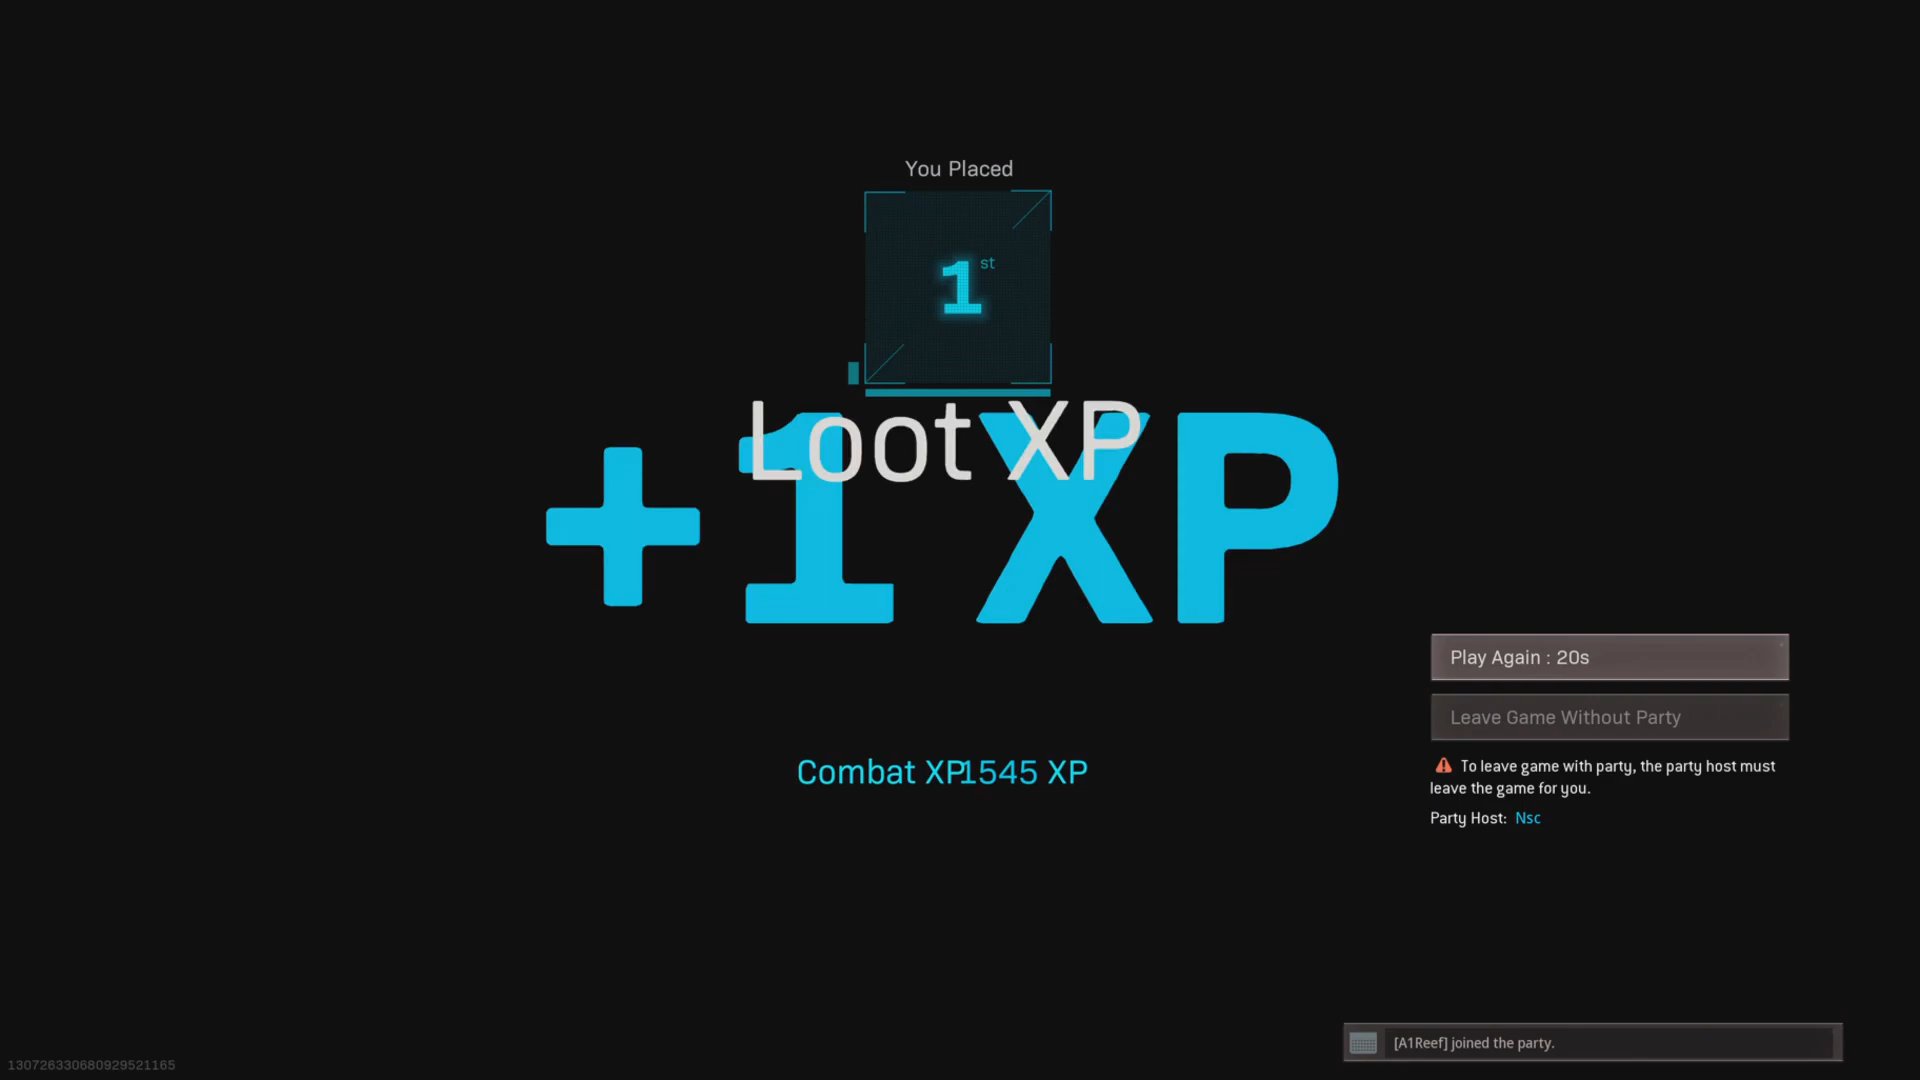 You Placed
1st
Loot XP
+1 XP
Combat XP1545 XP
Play Again : 20s
Leave Game Without Party
To leave game with party, the party host must
leave the game for you.
Party Host: Nsc
[A1Reef] joined the party.
130726330680929521165